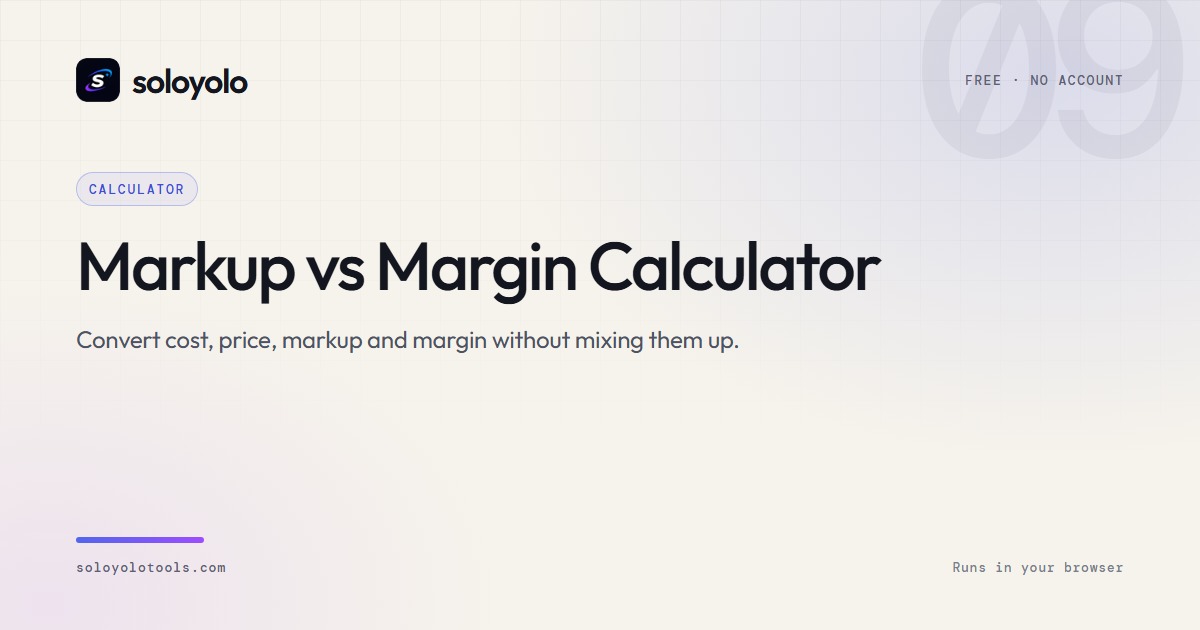 09
soloyolo
FREE · NO ACCOUNT
CALCULATOR
Markup vs Margin Calculator
Convert cost, price, markup and margin without mixing them up.
soloyolotools.com
Runs in your browser